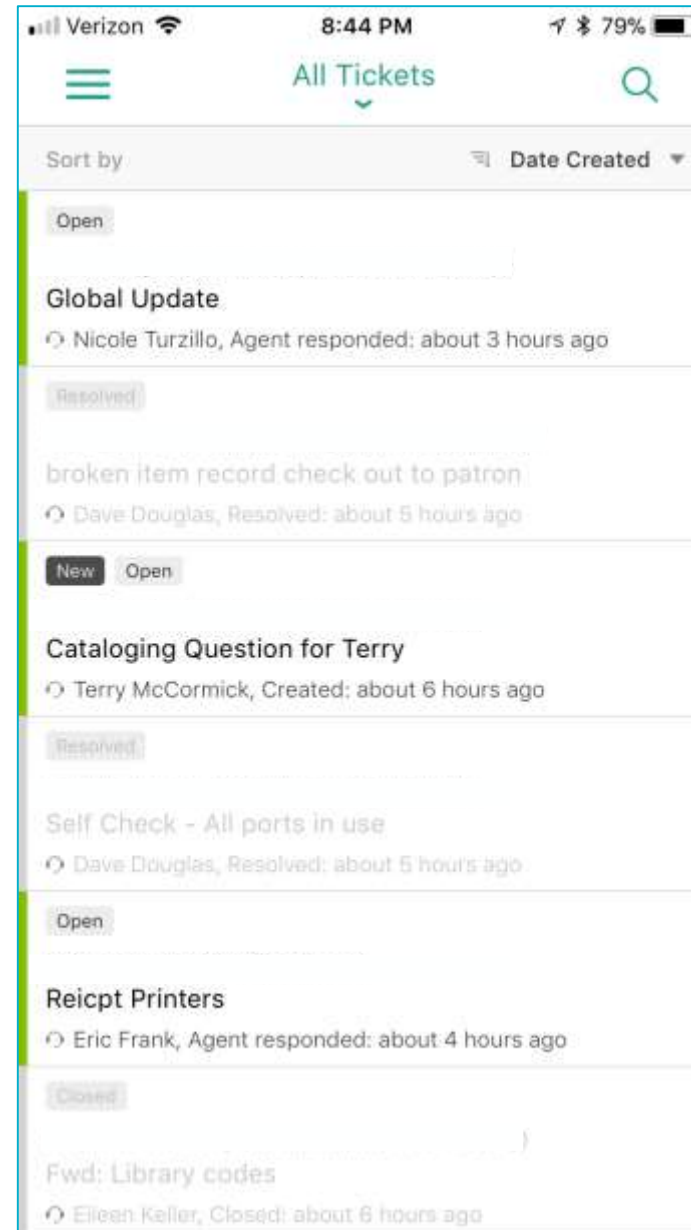 Verizon 8:44 PM 79%
All Tickets
Sort by Date Created
Open
Global Update
Nicole Turzillo, Agent responded: about 3 hours ago
Resolved
broken item record check out to patron
Dave Douglas, Resolved: about 5 hours ago
New Open
Cataloging Question for Terry
Terry McCormick, Created: about 6 hours ago
Resolved
Self Check - All ports in use
Dave Douglas, Resolved: about 5 hours ago
Open
Reicpt Printers
Eric Frank, Agent responded: about 4 hours ago
Closed
)
Fwd: Library codes
Eileen Keller, Closed: about 6 hours ago